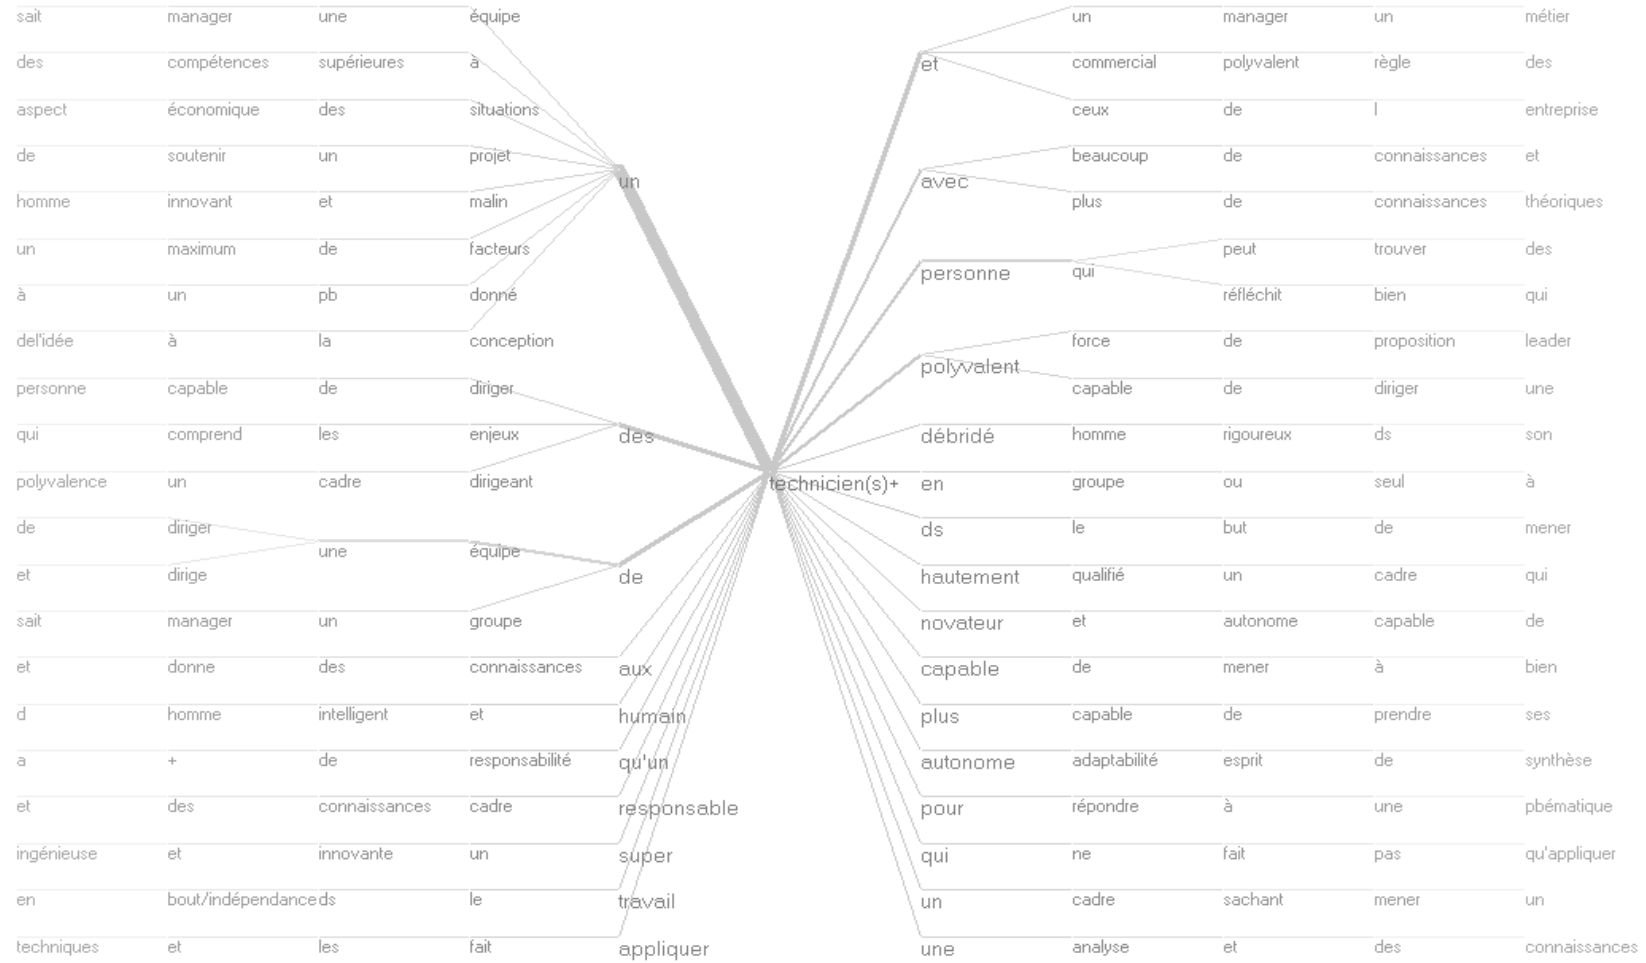 sait manager une équipe un manager un métier
des compétences supérieures à et commercial polyvalent règle des
aspect économique des situations ceux de l entreprise
de soutenir un projet beaucoup de connaissances et
un avec
homme innovant et malin plus de connaissances théoriques
un maximum de facteurs peut trouver des
personne qui
à un pb donné réfléchit bien qui
del'idée à la conception force de proposition leader
polyvalent
personne capable de diriger capable de diriger une
qui comprend les enjeux des débridé homme rigoureux ds son
polyvalence un cadre dirigeant technicien(s)+ en groupe ou seul à
de diriger ds le but de mener
une équipe
et dirige de hautement qualifié un cadre qui
sait manager un groupe novateur et autonome capable de
et donne des connaissances aux capable de mener à bien
d homme intelligent et humain plus capable de prendre ses
a + de responsabilité qu'un autonome adaptabilité esprit de synthèse
et des connaissances cadre responsable pour répondre à une pbématique
ingénieuse et innovante un super qui ne fait pas qu'appliquer
en bout/indépendance ds le travail un cadre sachant mener un
techniques et les fait appliquer une analyse et des connaissances